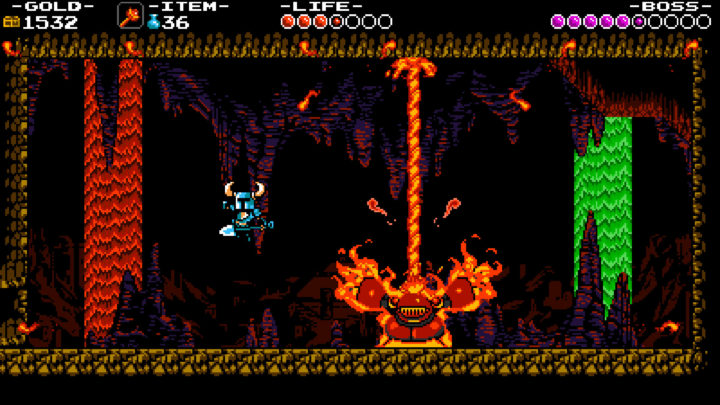 -GOLD- -ITEM- -LIFE- -BOSS-
1532 36